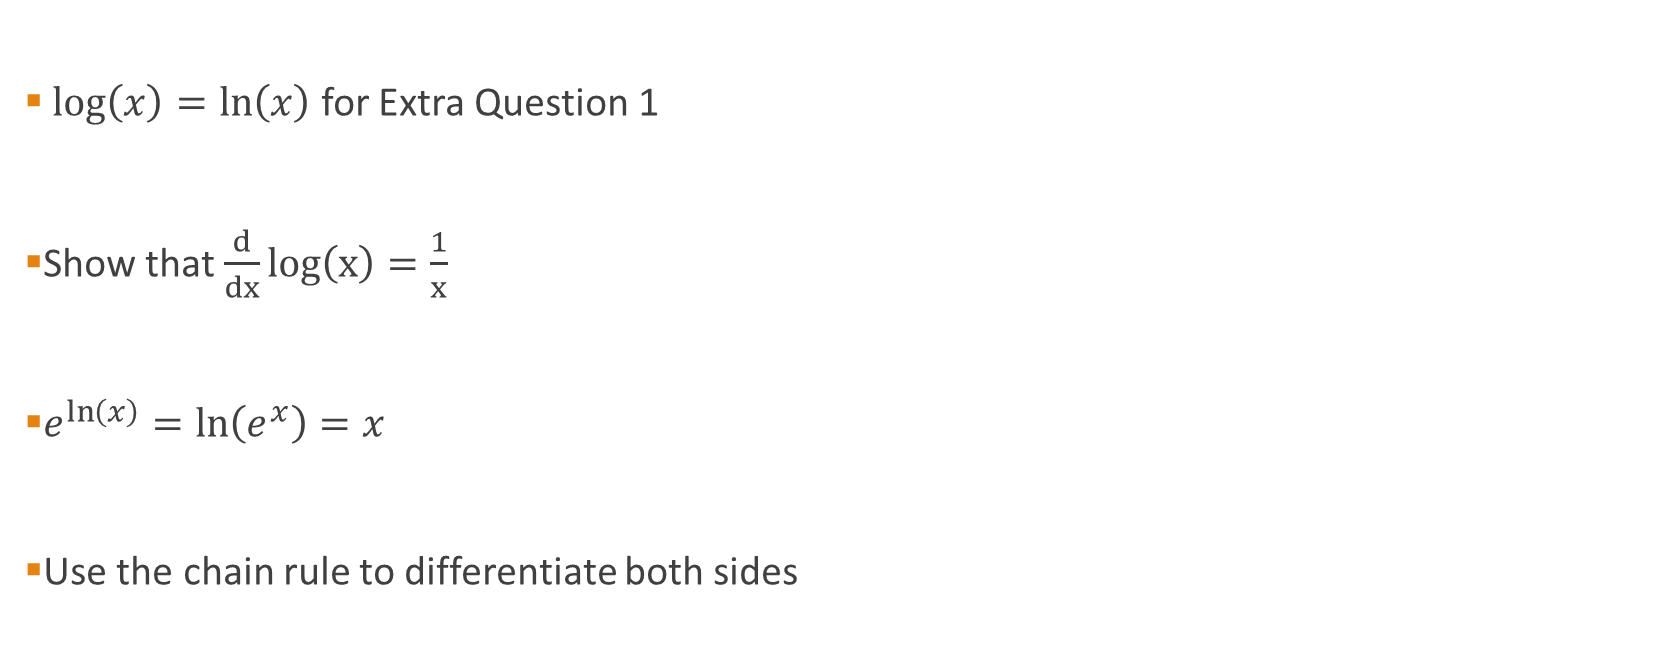 ▪ log(𝑥) = ln(𝑥) for Extra Question 1
▪Show that d/dx log(x) = 1/x
▪𝑒^ln(𝑥) = ln(𝑒^𝑥) = 𝑥
▪Use the chain rule to differentiate both sides